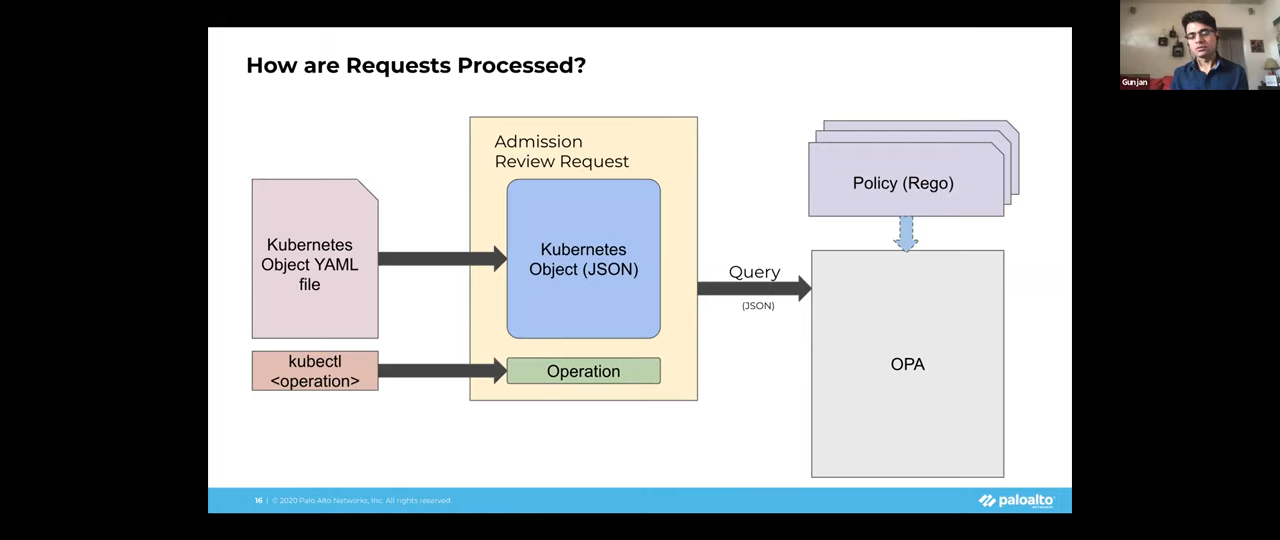 How are Requests Processed?
Gunjan
Admission
Review Request
Kubernetes
Object YAML
file
Kubernetes
Object (JSON)
Policy (Rego)
Query
(JSON)
kubectl
<operation>
Operation
OPA
16 | © 2020 Palo Alto Networks, Inc. All rights reserved.
paloalto
NETWORKS